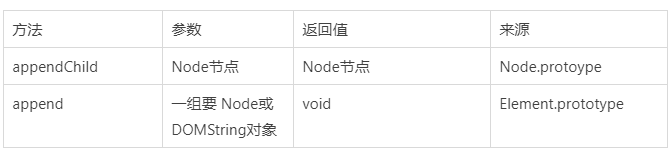 方法 参数 返回值 来源
appendChild Node节点 Node节点 Node.protoype
append 一组要 Node或 void Element.prototype
DOMString对象